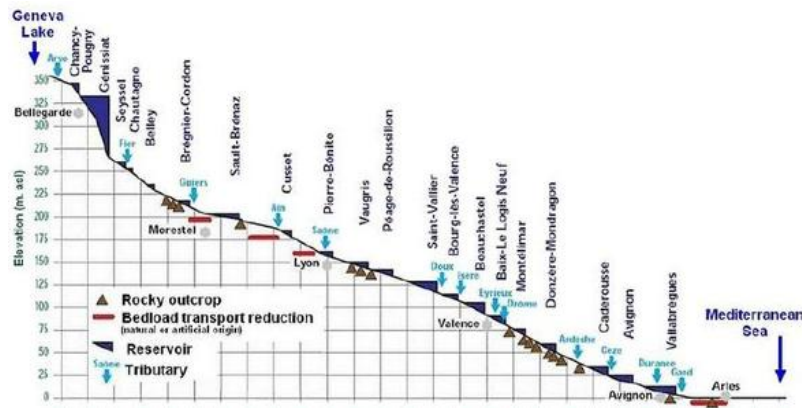 Geneva
Lake
Arve
Chancy-
Pougny
Génissiat
Seyssel
Chautagne
Fier
Belley
Brégnier-Cordon
Guiers
Sault-Brénaz
Ain
Cusset
Pierre-Bénite
Saône
Vaugris
Péage-de-Roussillon
Saint-Vallier
Doux
Bourg-les-Valence
Isère
Beauchastel
Eyrieux
Baix-Le Logis Neuf
Drome
Montélimar
Donzère-Mondragon
Ardèche
Caderousse
Ceze
Avignon
Durance
Vallabrègues
Gard
Mediterranean
Sea
Bellegarde
Morestel
Lyon
Valence
Avignon
Arles
Elevation (m. asl)
350
325
300
275
250
225
200
175
150
125
100
75
50
25
0
Rocky outcrop
Bedload transport reduction
(natural or artificial origin)
Reservoir
Saône
Tributary